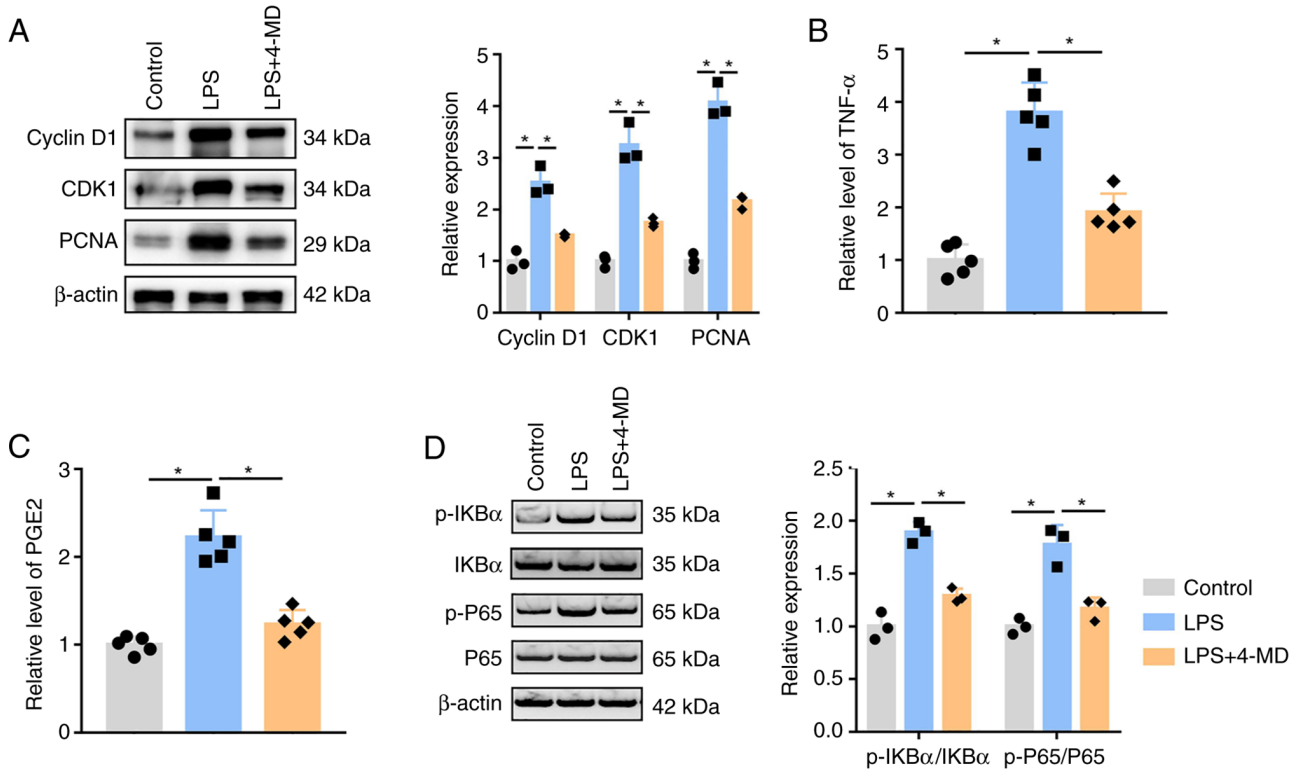 A
Control
LPS
LPS+4-MD
Cyclin D1
34 kDa
CDK1
34 kDa
PCNA
29 kDa
β-actin
42 kDa
Relative expression
5
4
3
2
1
0
* *
* *
* *
Cyclin D1 CDK1 PCNA
B
Relative level of TNF-α
5
4
3
2
1
0
* *
C
Relative level of PGE2
3
2
1
0
* *
D
Control
LPS
LPS+4-MD
p-IKBα
35 kDa
IKBα
35 kDa
p-P65
65 kDa
P65
65 kDa
β-actin
42 kDa
Relative expression
2.5
2.0
1.5
1.0
0.5
0.0
* *
* *
p-IKBα/IKBα p-P65/P65
Control
LPS
LPS+4-MD